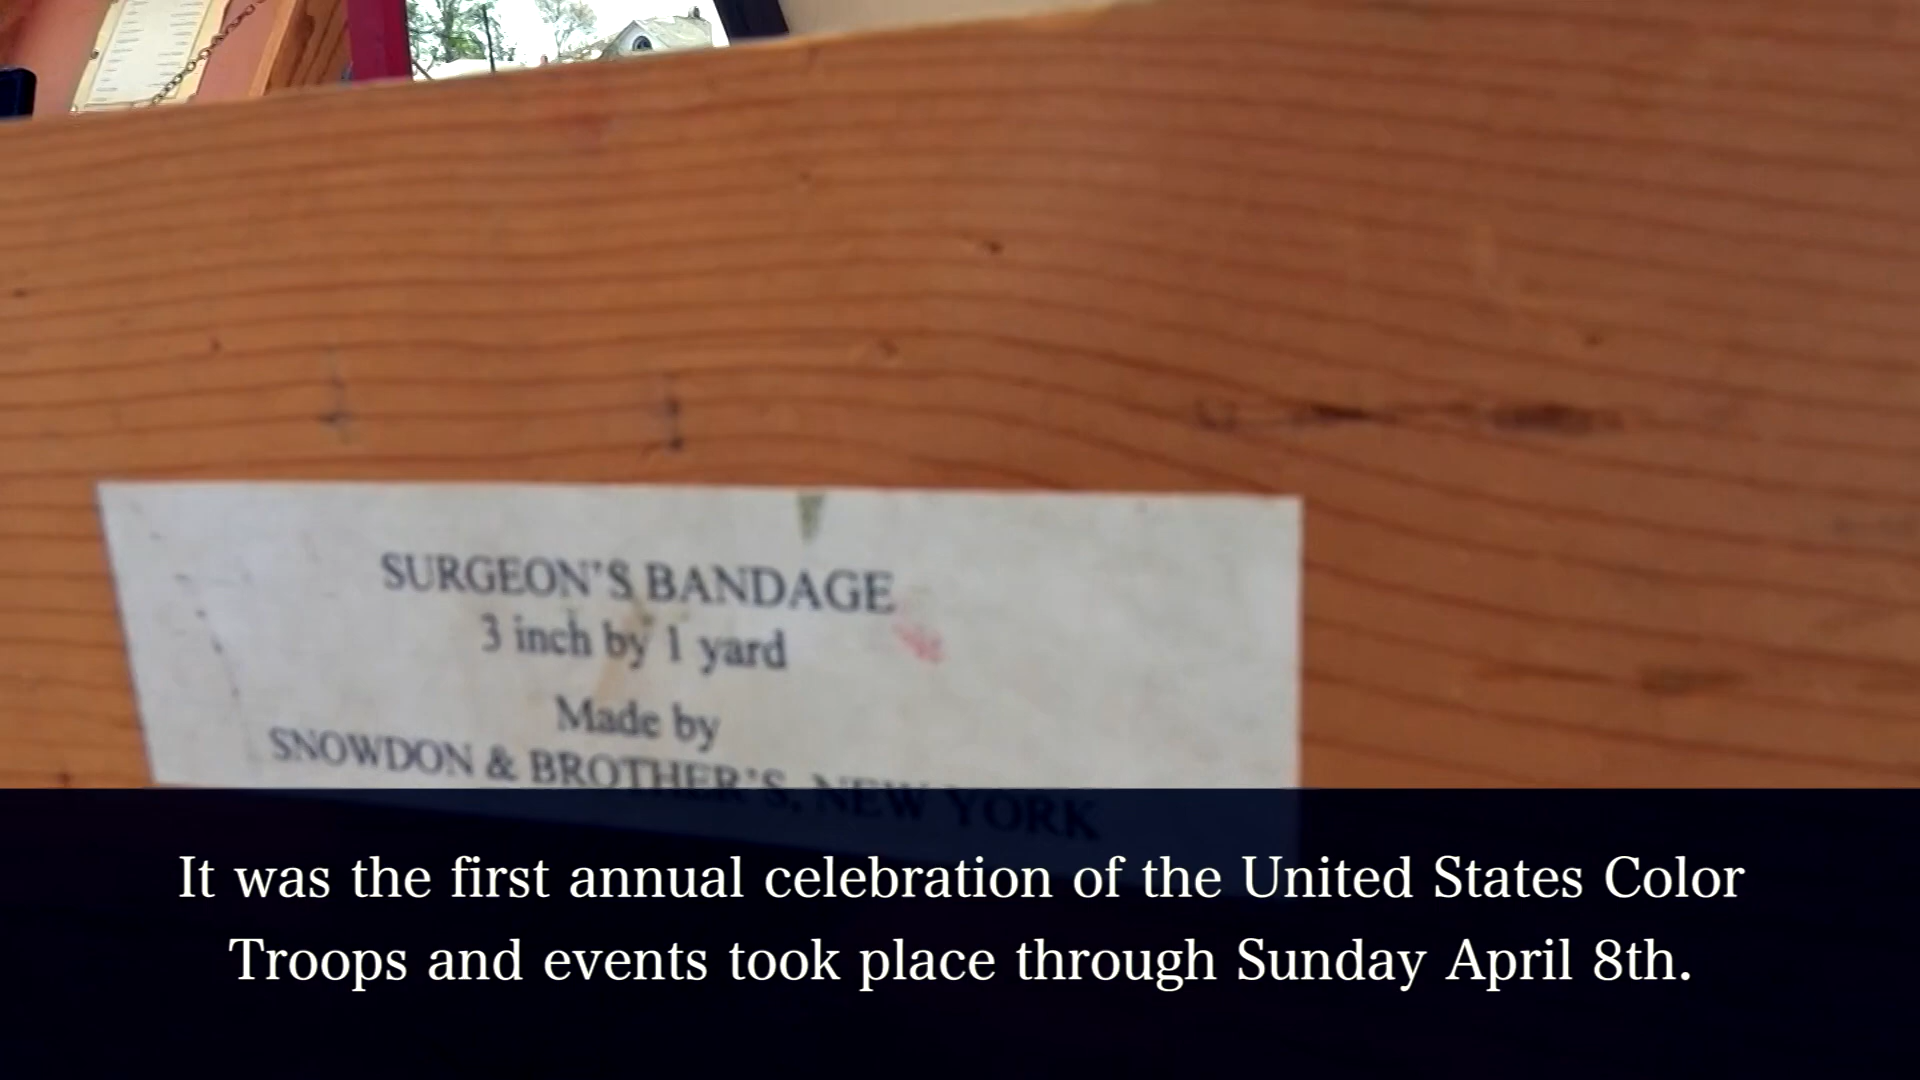 SURGEON'S BANDAGE
3 inch by 1 yard
Made by
SNOWDON & BROTHER'S, NEW YORK
It was the first annual celebration of the United States Color
Troops and events took place through Sunday April 8th.